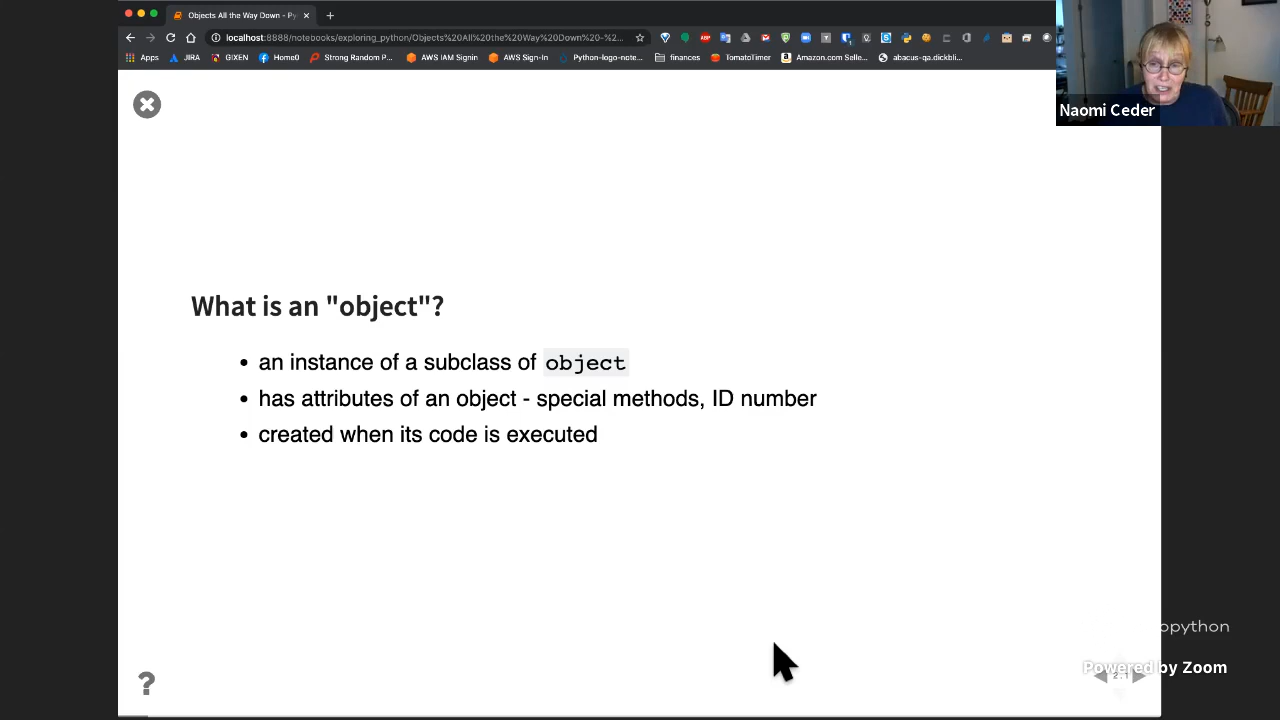 Objects All the Way Down - Py
localhost:8888/notebooks/exploring_python/Objects%20All%20the%20Way%20Down%20-%2...
Apps JIRA GIXEN Home0 Strong Random P... AWS IAM Signin AWS Sign-In Python-logo-note... finances TomatoTimer Amazon.com Selle... abacus-qa.dickbli...
Naomi Ceder
What is an "object"?
• an instance of a subclass of object
• has attributes of an object - special methods, ID number
• created when its code is executed
opython
Powered by Zoom
?